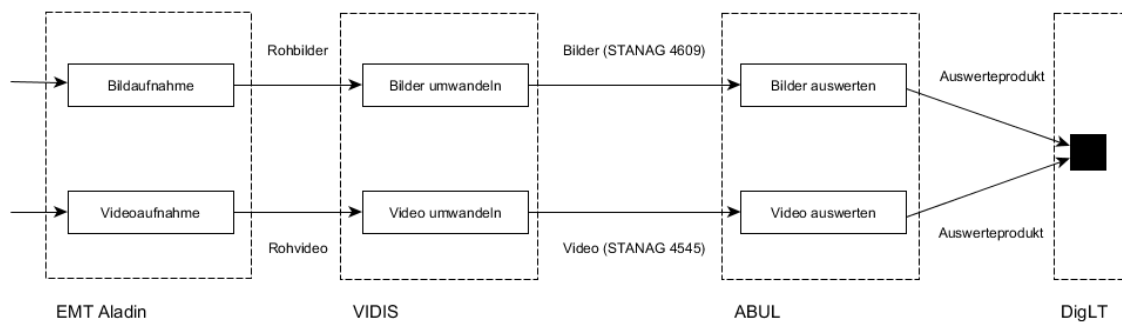 Rohbilder
Bilder (STANAG 4609)
Auswerteprodukt
Bildaufnahme
Bilder umwandeln
Bilder auswerten
Videoaufnahme
Video umwandeln
Video auswerten
Rohvideo
Video (STANAG 4545)
Auswerteprodukt
EMT Aladin
VIDIS
ABUL
DigLT